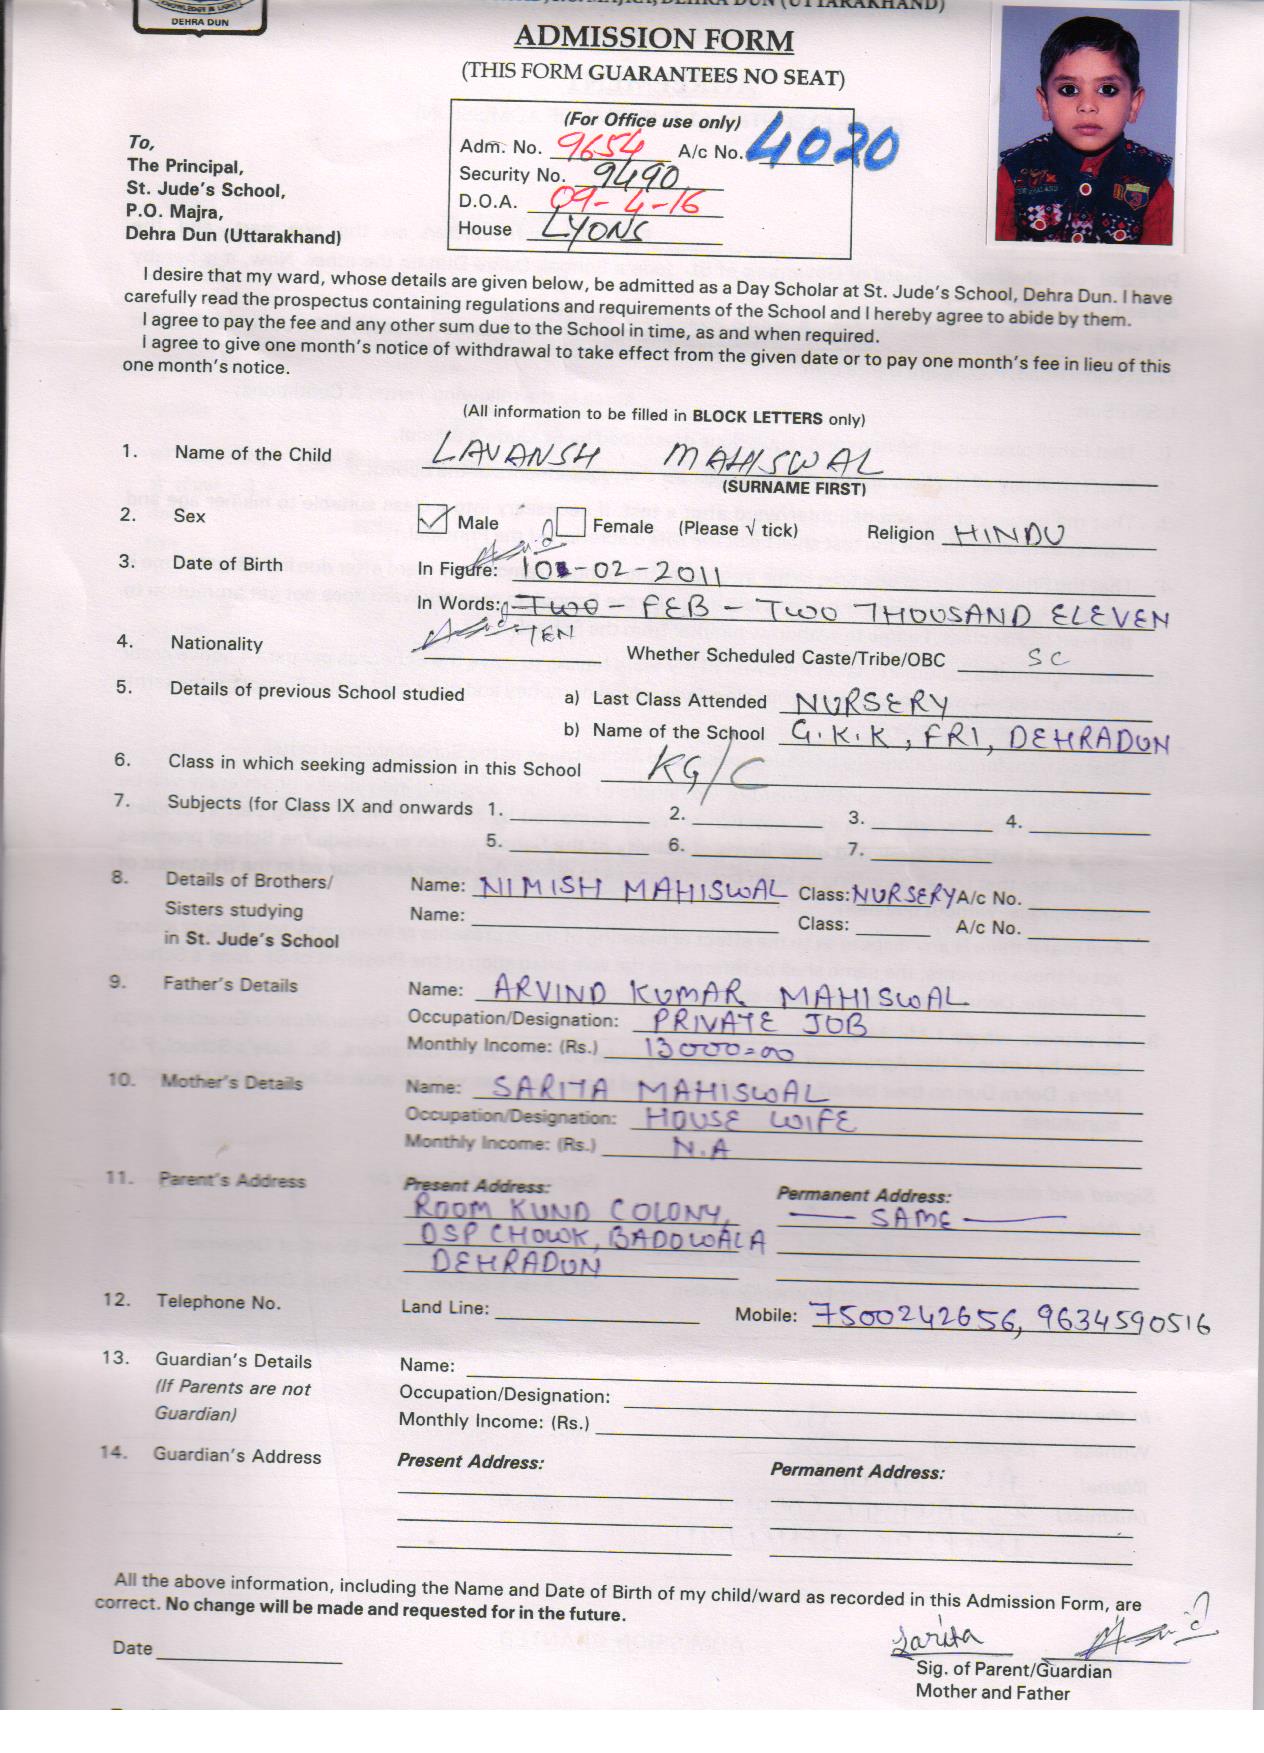 DEHRA DUN
ADMISSION FORM
(THIS FORM GUARANTEES NO SEAT)
(For Office use only)
Adm. No. 9654 A/c No. 4020
Security No. 9490
D.O.A. 09-4-16
House LYONS
To,
The Principal,
St. Jude's School,
P.O. Majra,
Dehra Dun (Uttarakhand)
I desire that my ward, whose details are given below, be admitted as a Day Scholar at St. Jude's School, Dehra Dun. I have
carefully read the prospectus containing regulations and requirements of the School and I hereby agree to abide by them.
I agree to pay the fee and any other sum due to the School in time, as and when required.
I agree to give one month's notice of withdrawal to take effect from the given date or to pay one month's fee in lieu of this
one month's notice.
(All information to be filled in BLOCK LETTERS only)
1. Name of the Child LAVANSH MAHISWAL
(SURNAME FIRST)
2. Sex Male Female (Please √ tick) Religion HINDU
3. Date of Birth In Figure: 10-02-2011
In Words: TWO - FEB - TWO THOUSAND ELEVEN
TEN
4. Nationality Whether Scheduled Caste/Tribe/OBC SC
5. Details of previous School studied a) Last Class Attended NURSERY
b) Name of the School G.K.K, FRI, DEHRADUN
6. Class in which seeking admission in this School KG/C
7. Subjects (for Class IX and onwards 1. 2. 3. 4.
5. 6. 7.
8. Details of Brothers/ Name: NIMISH MAHISWAL Class: NURSERY A/c No.
Sisters studying Name: Class: A/c No.
in St. Jude's School
9. Father's Details Name: ARVIND KUMAR MAHISWAL
Occupation/Designation: PRIVATE JOB
Monthly Income: (Rs.) 13000=00
10. Mother's Details Name: SARITA MAHISWAL
Occupation/Designation: HOUSE WIFE
Monthly Income: (Rs.) N.A
11. Parent's Address Present Address: Permanent Address:
ROOM KUND COLONY, SAME
DSP CHOWK, BADOWALA
DEHRADUN
12. Telephone No. Land Line: Mobile: 7500242656, 9634590516
13. Guardian's Details Name:
(If Parents are not Occupation/Designation:
Guardian) Monthly Income: (Rs.)
14. Guardian's Address Present Address: Permanent Address:
All the above information, including the Name and Date of Birth of my child/ward as recorded in this Admission Form, are
correct. No change will be made and requested for in the future.
Sarita
Date
Sig. of Parent/Guardian
Mother and Father